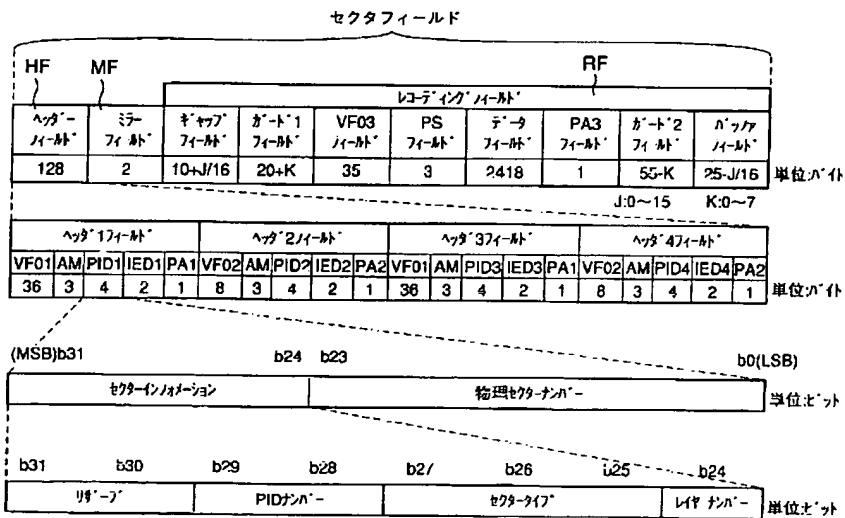 セクタフィールド
HF MF RF
レコーディングフィールド
ヘッダーフィールド ミラーフィールド ギャップフィールド ガード1フィールド VF03フィールド PSフィールド データフィールド PA3フィールド ガード2フィールド バッファフィールド
128 2 10+J/16 20+K 35 3 2418 1 55-K 25-J/16 単位:バイト
J:0～15 K:0～7
ヘッダ1フィールド ヘッダ2フィールド ヘッダ3フィールド ヘッダ4フィールド
VF01 AM PID1 IED1 PA1 VF02 AM PID2 IED2 PA2 VF01 AM PID3 IED3 PA1 VF02 AM PID4 IED4 PA2
36 3 4 2 1 8 3 4 2 1 36 3 4 2 1 8 3 4 2 1 単位:バイト
(MSB)b31 b24 b23 b0(LSB)
セクターインフォメーション 物理セクターナンバー 単位:ビット
b31 b30 b29 b28 b27 b26 b25 b24
リザーブ PIDナンバー セクタータイプ レイヤナンバー 単位:ビット